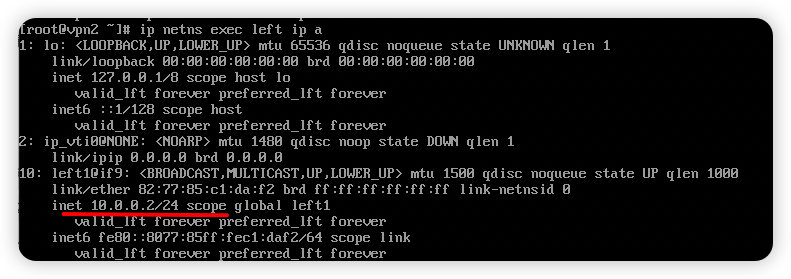 [root@vpn2 ~]# ip netns exec left ip a
1: lo: <LOOPBACK,UP,LOWER_UP> mtu 65536 qdisc noqueue state UNKNOWN qlen 1
    link/loopback 00:00:00:00:00:00 brd 00:00:00:00:00:00
    inet 127.0.0.1/8 scope host lo
       valid_lft forever preferred_lft forever
    inet6 ::1/128 scope host
       valid_lft forever preferred_lft forever
2: ip_vti0@NONE: <NOARP> mtu 1480 qdisc noop state DOWN qlen 1
    link/ipip 0.0.0.0 brd 0.0.0.0
10: left1@if9: <BROADCAST,MULTICAST,UP,LOWER_UP> mtu 1500 qdisc noqueue state UP qlen 1000
    link/ether 82:77:85:c1:da:f2 brd ff:ff:ff:ff:ff:ff link-netnsid 0
    inet 10.0.0.2/24 scope global left1
       valid_lft forever preferred_lft forever
    inet6 fe80::8077:85ff:fec1:daf2/64 scope link
       valid_lft forever preferred_lft forever